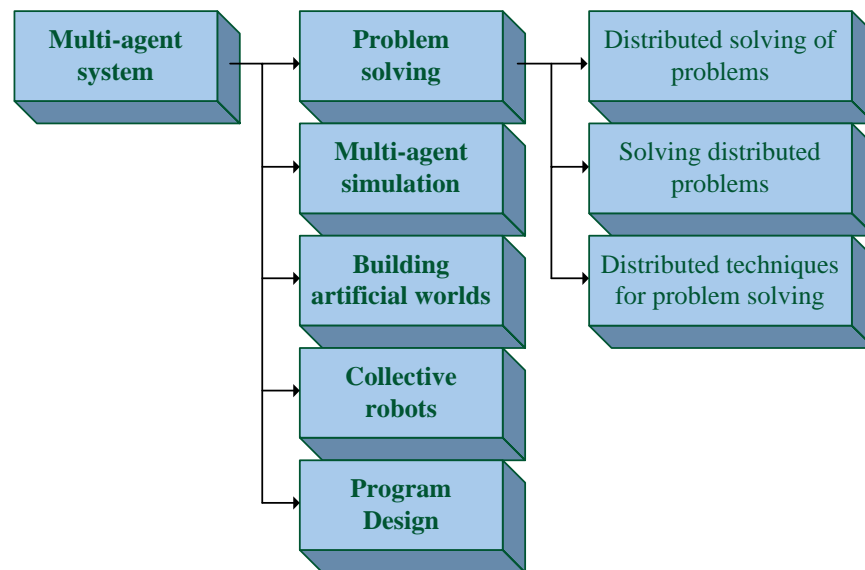 Multi-agent
system
Problem
solving
Distributed solving of
problems
Multi-agent
simulation
Solving distributed
problems
Building
artificial worlds
Distributed techniques
for problem solving
Collective
robots
Program
Design